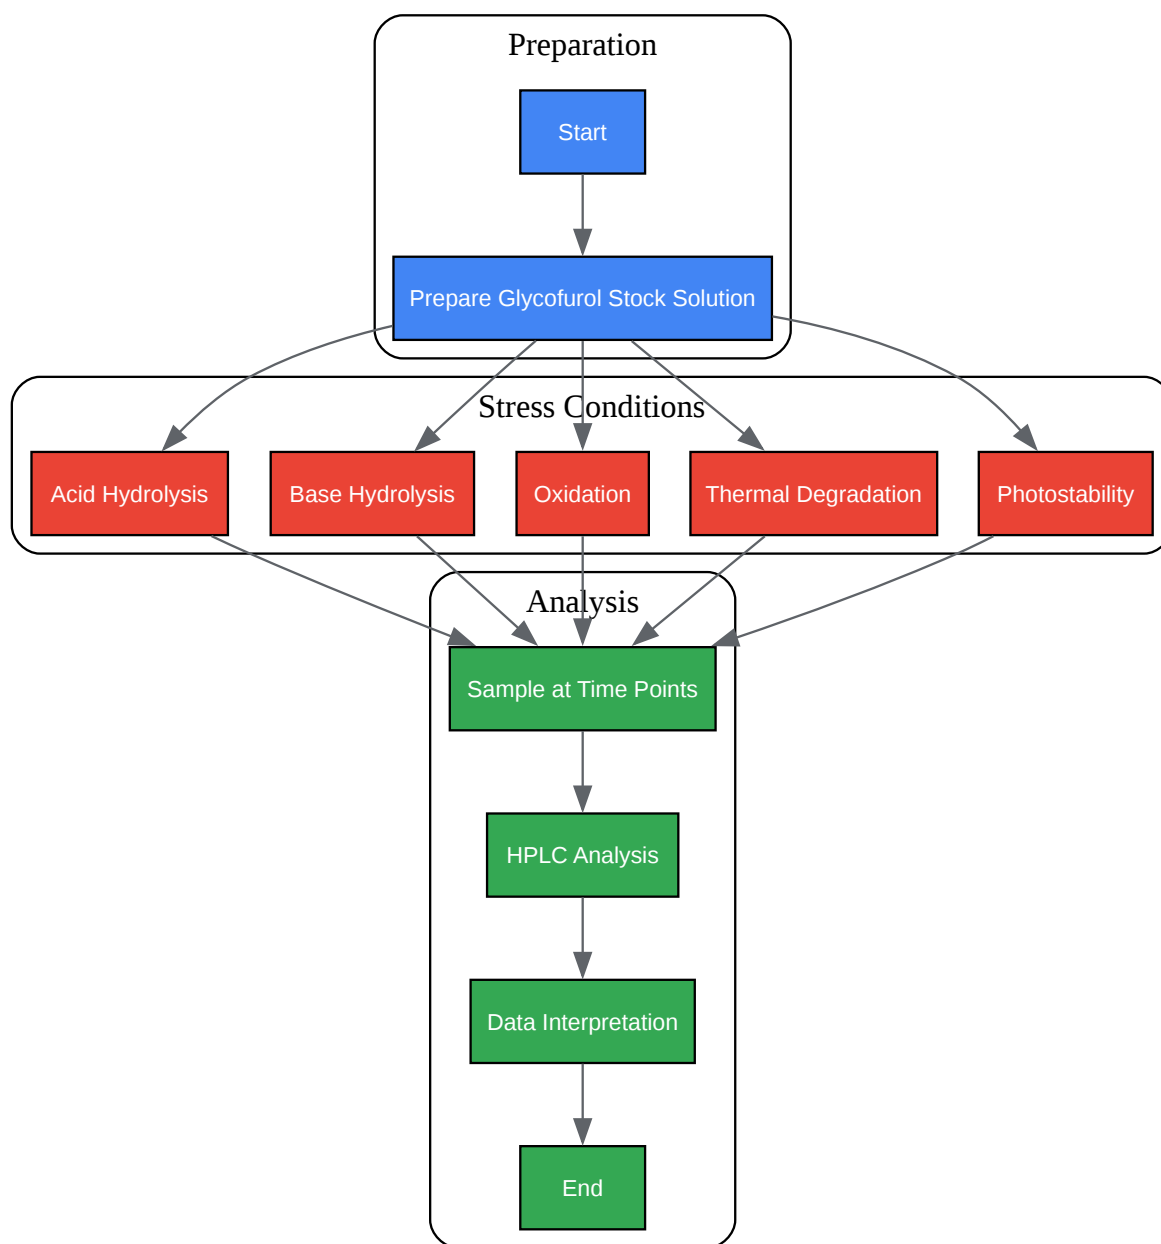 Preparation
Start
Prepare Glycofurol Stock Solution
Stress Conditions
Acid Hydrolysis
Base Hydrolysis
Oxidation
Thermal Degradation
Photostability
Analysis
Sample at Time Points
HPLC Analysis
Data Interpretation
End